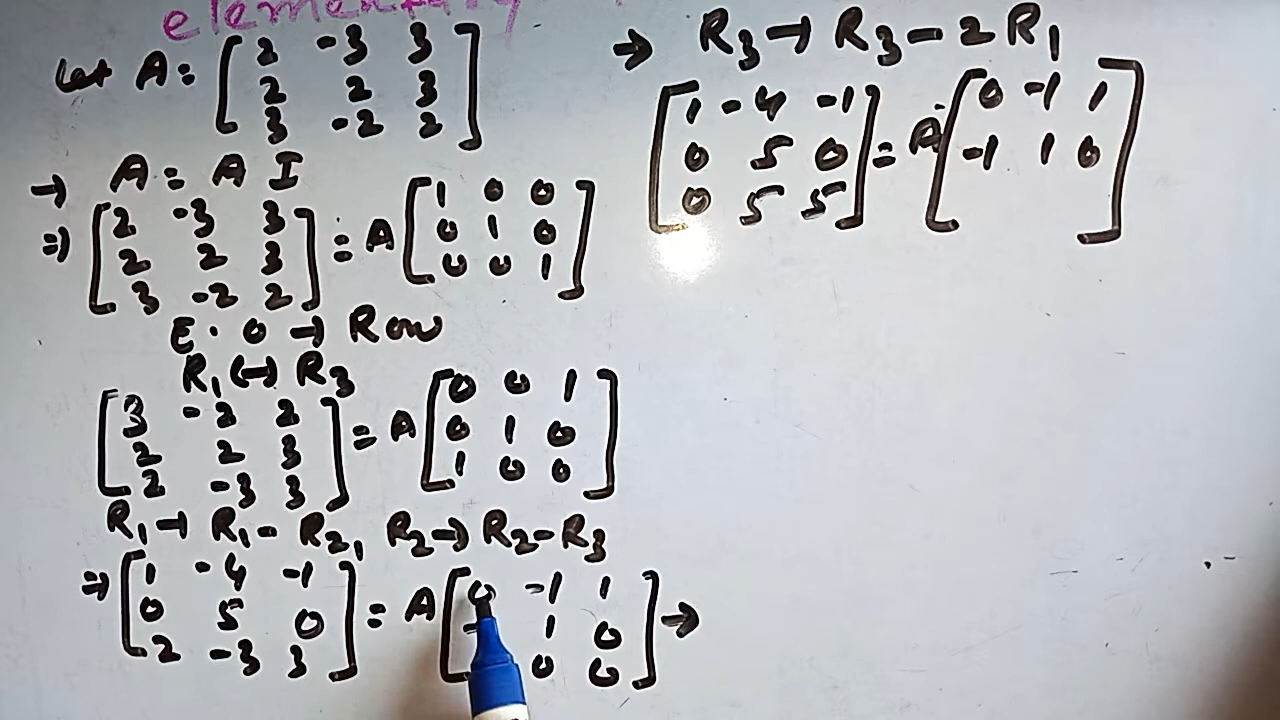 elementary
Let A = [ 2 -3 3
2 2 3
3 -2 2 ]
→ A = A I
⇒ [ 2 -3 3
2 2 3
3 -2 2 ] = A [ 1 0 0
0 1 0
0 0 1 ]
E. O → Row
R₁ ↔ R₃
[ 3 -2 2
2 2 3
2 -3 3 ] = A [ 0 0 1
0 1 0
1 0 0 ]
R₁ → R₁ - R₂, R₂ → R₂ - R₃
⇒ [ 1 -4 -1
0 5 0
2 -3 3 ] = A [ 0 -1 1
1 0
0 0 ] →
→ R₃ → R₃ - 2R₁
[ 1 -4 -1
0 5 0
0 5 5 ] = A [ 0 -1 1
-1 1 0 ]